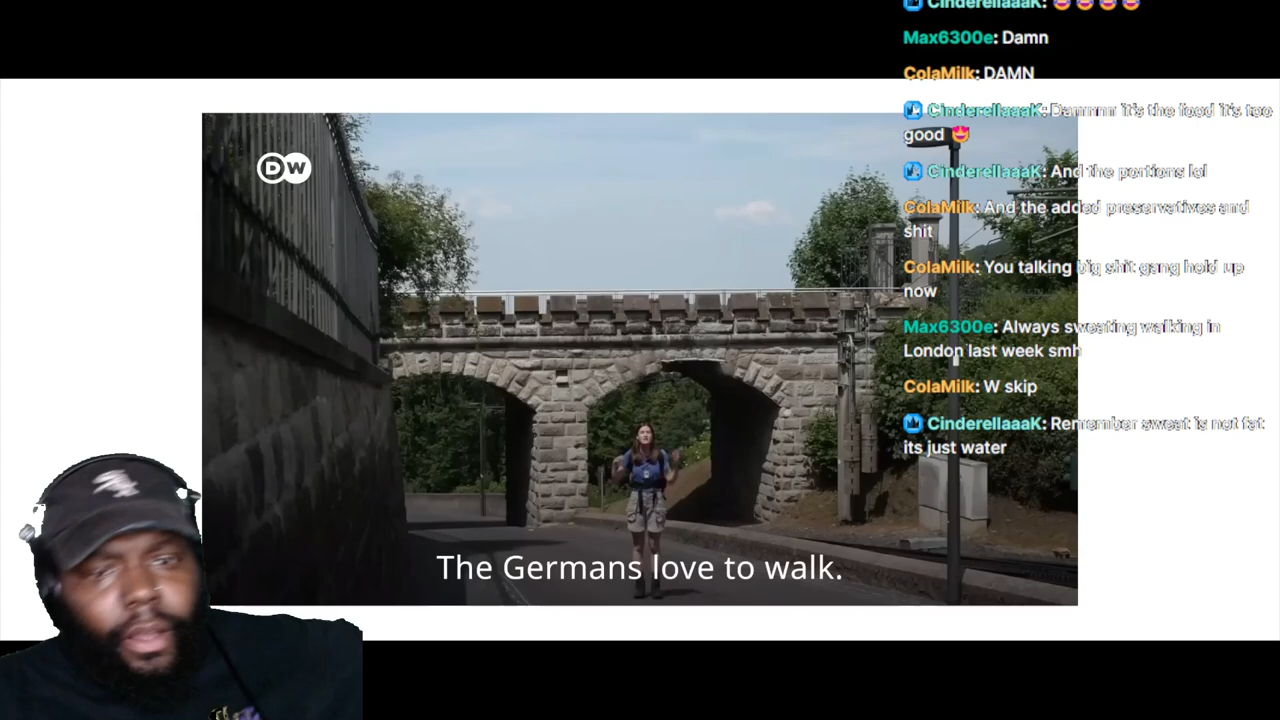 CinderellaaaK:
Max6300e: Damn
ColaMilk: DAMN
CinderellaaaK: Damnnn it's the food it's too
good
CinderellaaaK: And the portions lol
ColaMilk: And the added preservatives and
shit
ColaMilk: You talking big shit gang hold up
now
Max6300e: Always sweating walking in
London last week smh
ColaMilk: W skip
CinderellaaaK: Remember sweat is not fat
its just water
DW
The Germans love to walk.